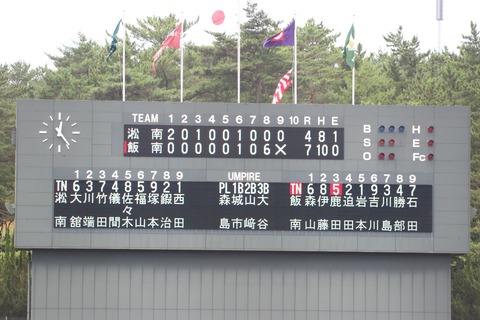 TEAM 1 2 3 4 5 6 7 8 9 10 R H E
淞南 2 0 1 0 0 0 1 0 0 4 8 1
飯南 0 0 0 0 0 1 0 6 × 7 10 0
B H
S E
O Fc
1 2 3 4 5 6 7 8 9 UMPIRE 1 2 3 4 5 6 7 8 9
TN 6 3 7 4 8 5 9 2 1 PL 1B 2B 3B TN 6 8 5 2 1 9 3 4 7
淞南 大舘 川端 竹田 儀間 佐々木 福山 塚本 鍜治 西田 森島 城市 大﨑 山谷 飯南 森山 伊藤 鹿田 迫田 岩本 吉川 川島 勝部 石田